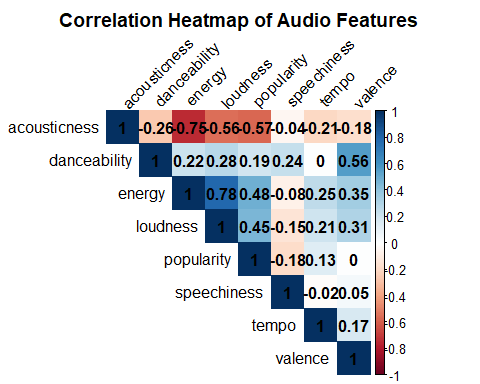 Correlation Heatmap of Audio Features
acousticness
danceability
energy
loudness
popularity
speechiness
tempo
valence
acousticness 1 -0.26 -0.75 -0.56 -0.57 -0.04 -0.21 -0.18
danceability 1 0.22 0.28 0.19 0.24 0 0.56
energy 1 0.78 0.48 -0.08 0.25 0.35
loudness 1 0.45 -0.15 0.21 0.31
popularity 1 -0.18 0.13 0
speechiness 1 -0.02 0.05
tempo 1 0.17
valence 1
1
0.8
0.6
0.4
0.2
0
-0.2
-0.4
-0.6
-0.8
-1